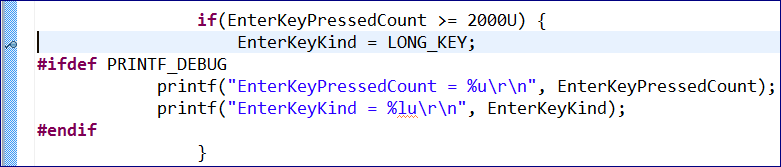 if(EnterKeyPressedCount >= 2000U) {
EnterKeyKind = LONG_KEY;
#ifdef PRINTF_DEBUG
printf("EnterKeyPressedCount = %u\r\n", EnterKeyPressedCount);
printf("EnterKeyKind = %lu\r\n", EnterKeyKind);
#endif
}